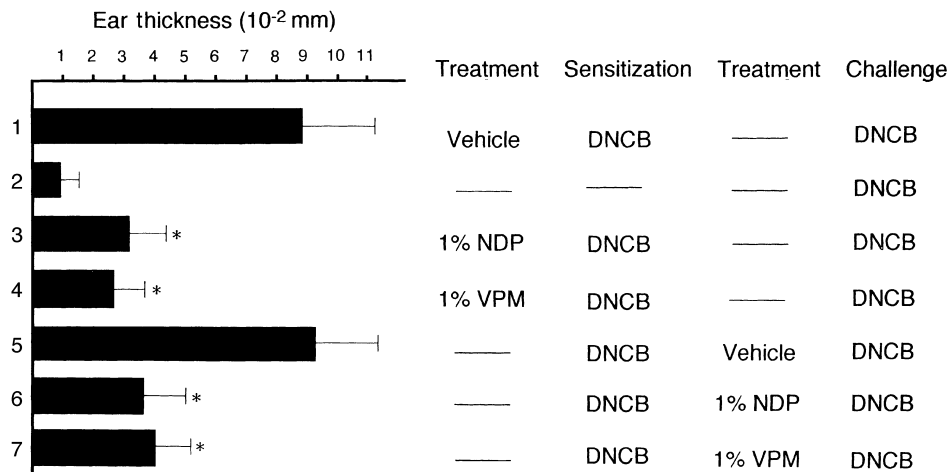 Ear thickness (10-2 mm)
1 2 3 4 5 6 7 8 9 10 11
Treatment Sensitization Treatment Challenge
1 Vehicle DNCB —— DNCB
2 —— —— —— DNCB
3 * 1% NDP DNCB —— DNCB
4 * 1% VPM DNCB —— DNCB
5 —— DNCB Vehicle DNCB
6 * —— DNCB 1% NDP DNCB
7 * —— DNCB 1% VPM DNCB